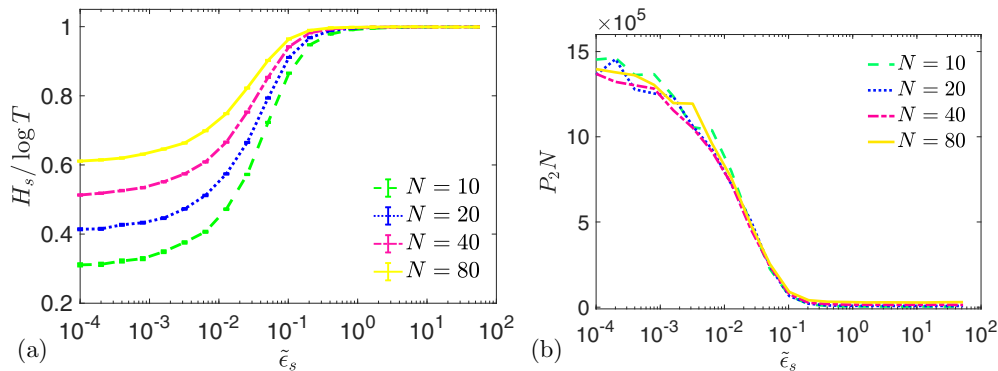 H_s/ log T
1
0.8
0.6
0.4
0.2
N = 10
N = 20
N = 40
N = 80
10^-4 10^-3 10^-2 10^-1 10^0 10^1 10^2
(a)
ϵ̃_s
×10^5
P_2N
15
10
5
0
N = 10
N = 20
N = 40
N = 80
10^-4 10^-3 10^-2 10^-1 10^0 10^1 10^2
(b)
ϵ̃_s